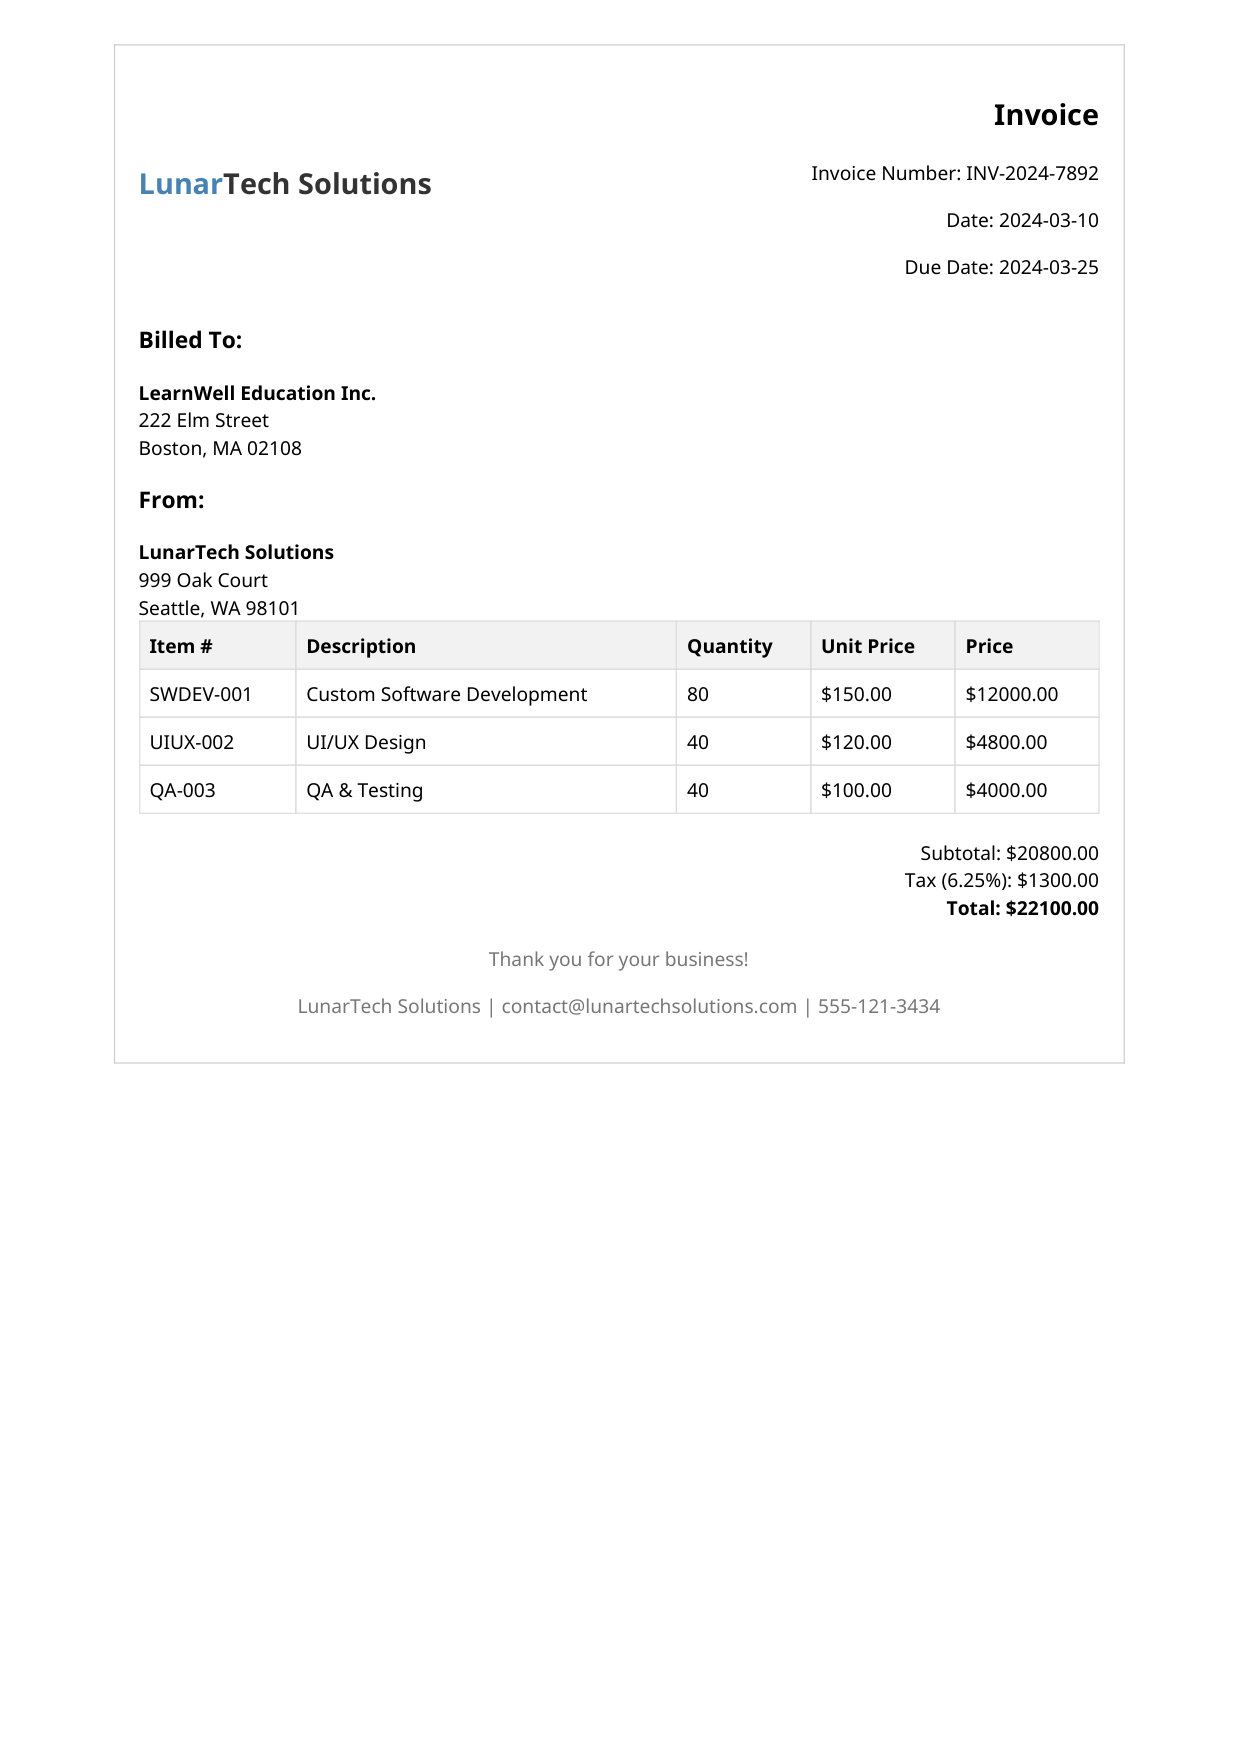 Invoice
LunarTech Solutions
Invoice Number: INV-2024-7892
Date: 2024-03-10
Due Date: 2024-03-25
Billed To:
LearnWell Education Inc.
222 Elm Street
Boston, MA 02108
From:
LunarTech Solutions
999 Oak Court
Seattle, WA 98101
Item # Description Quantity Unit Price Price
SWDEV-001 Custom Software Development 80 $150.00 $12000.00
UIUX-002 UI/UX Design 40 $120.00 $4800.00
QA-003 QA & Testing 40 $100.00 $4000.00
Subtotal: $20800.00
Tax (6.25%): $1300.00
Total: $22100.00
Thank you for your business!
LunarTech Solutions | contact@lunartechsolutions.com | 555-121-3434